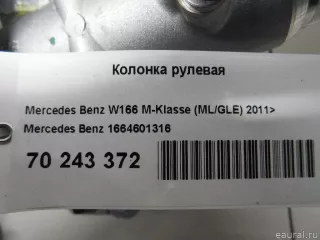 Колонка рулевая
Mercedes Benz W166 M-Klasse (ML/GLE) 2011>
Mercedes Benz 1664601316
70 243 372
eaural.ru